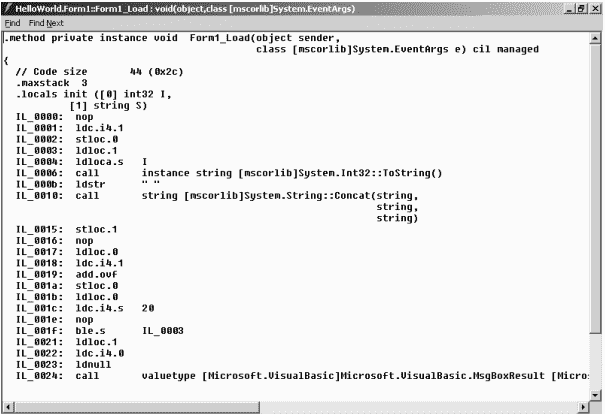 HelloWorld.Form1::Form1_Load : void(object,class [mscorlib]System.EventArgs)
Find Find Next
.method private instance void Form1_Load(object sender,
class [mscorlib]System.EventArgs e) cil managed
{
// Code size 44 (0x2c)
.maxstack 3
.locals init ([0] int32 I,
[1] string S)
IL_0000: nop
IL_0001: ldc.i4.1
IL_0002: stloc.0
IL_0003: ldloc.1
IL_0004: ldloca.s I
IL_0006: call instance string [mscorlib]System.Int32::ToString()
IL_000b: ldstr " "
IL_0010: call string [mscorlib]System.String::Concat(string,
string,
string)
IL_0015: stloc.1
IL_0016: nop
IL_0017: ldloc.0
IL_0018: ldc.i4.1
IL_0019: add.ovf
IL_001a: stloc.0
IL_001b: ldloc.0
IL_001c: ldc.i4.s 20
IL_001e: nop
IL_001f: ble.s IL_0003
IL_0021: ldloc.1
IL_0022: ldc.i4.0
IL_0023: ldnull
IL_0024: call valuetype [Microsoft.VisualBasic]Microsoft.VisualBasic.MsgBoxResult [Micros